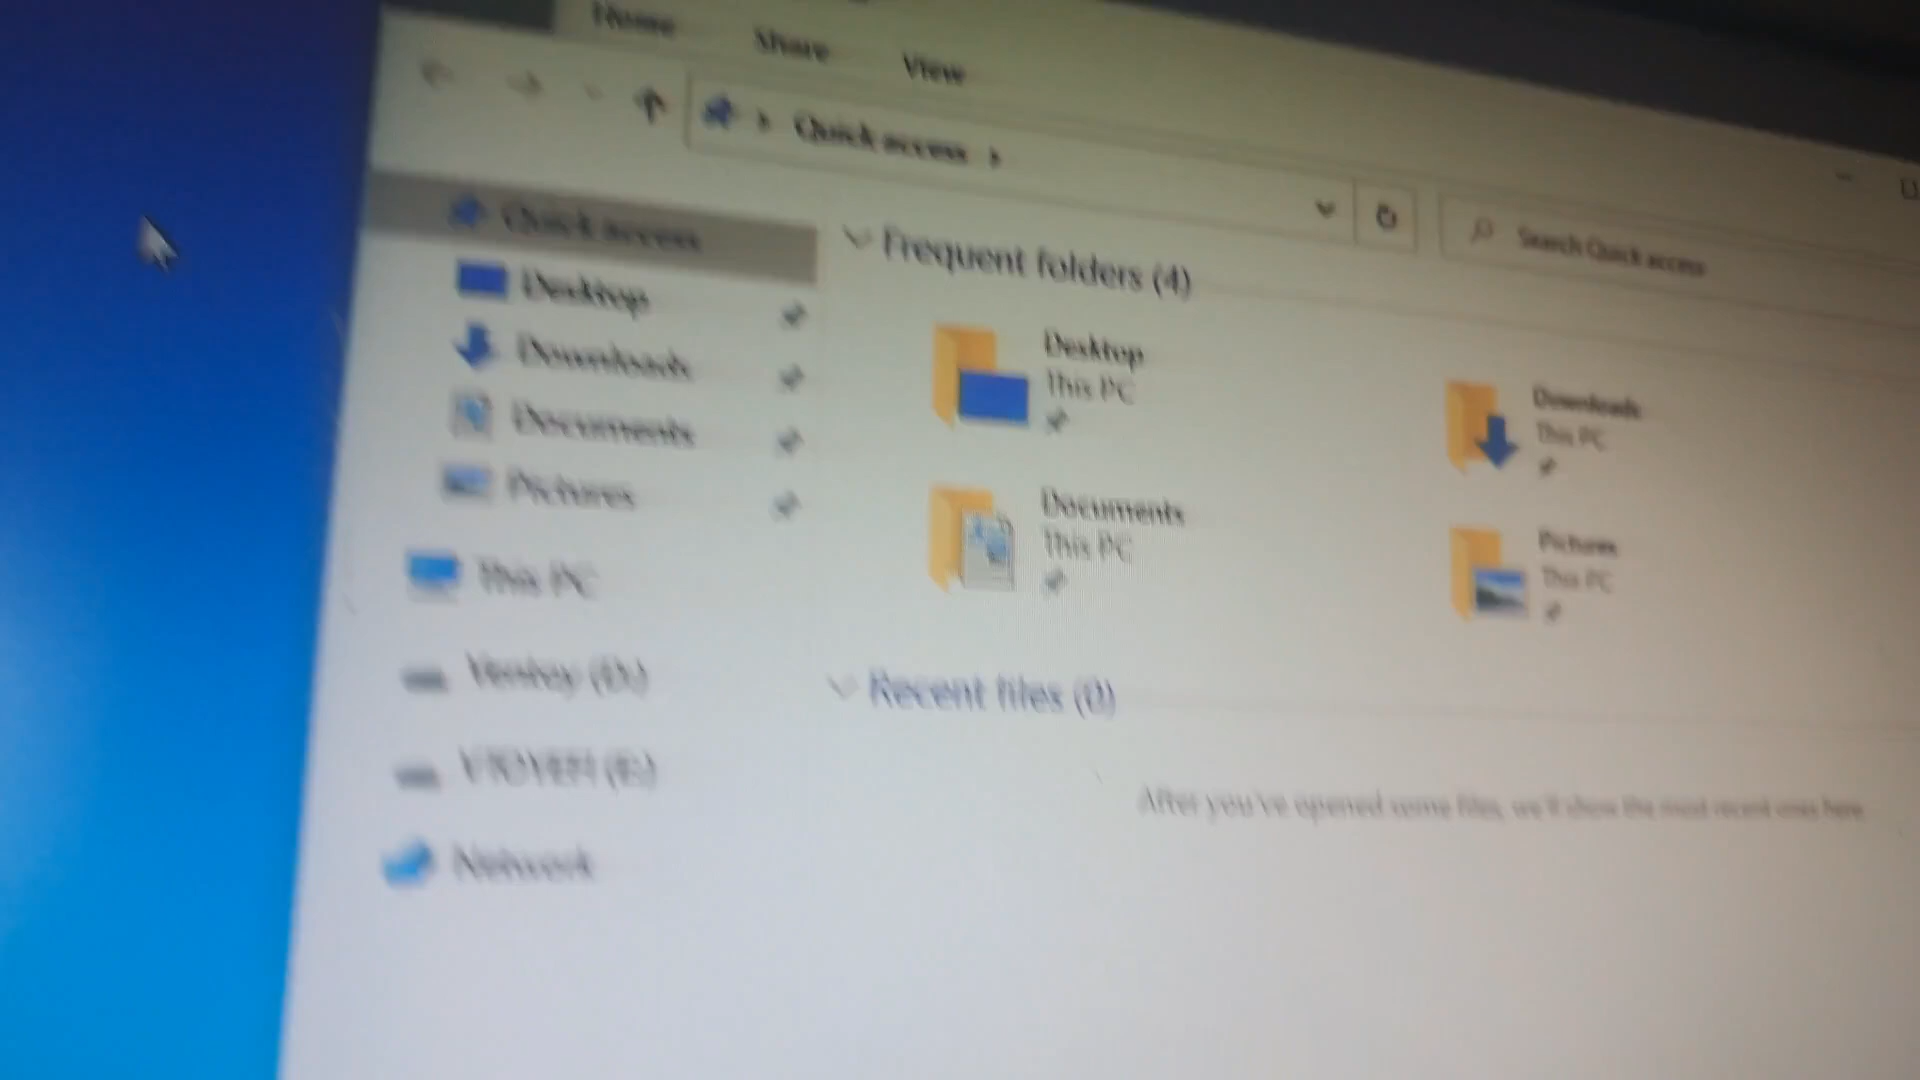 Home Share View
Quick access
Search Quick access
Quick access
Desktop
Downloads
Documents
Pictures
This PC
(D:)
(E:)
Network
Frequent folders (4)
Desktop
This PC
Downloads
This PC
Documents
This PC
Pictures
This PC
Recent files (0)
After you've opened some files, we'll show the most recent ones here.